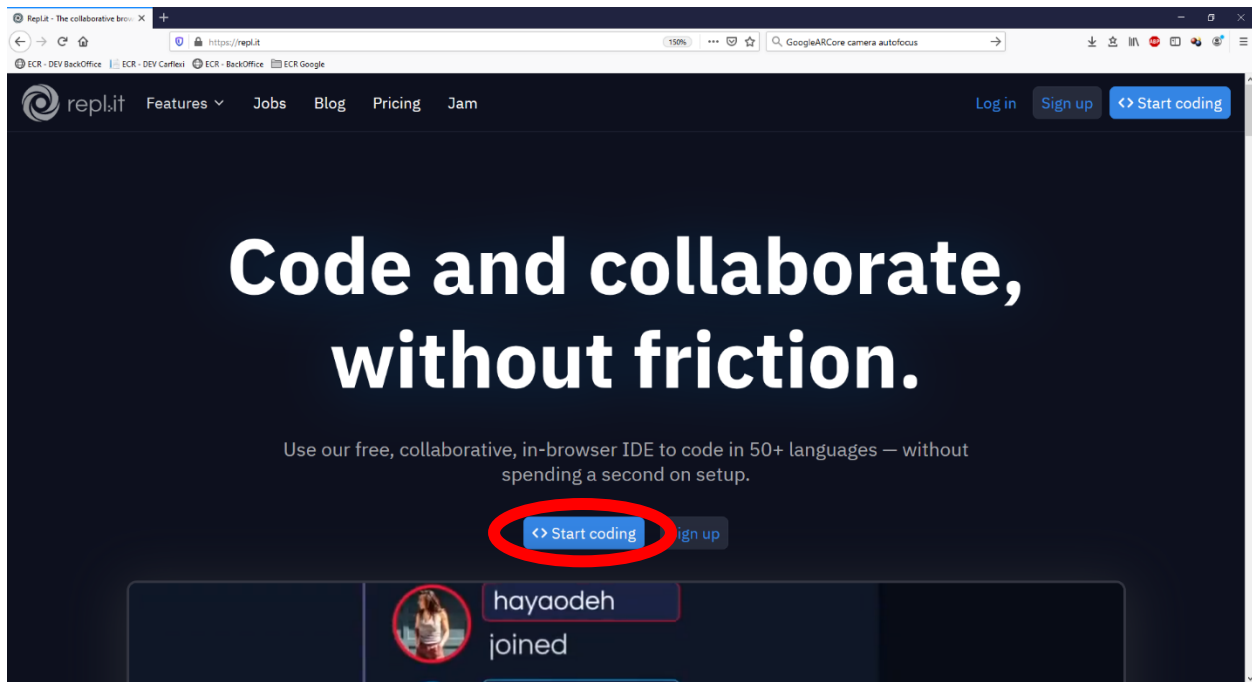 Repl.it - The collaborative brow
https://repl.it
150%
GoogleARCore camera autofocus
ECR - DEV BackOffice
ECR - DEV Carflexi
ECR - BackOffice
ECR Google
repl.it
Features
Jobs
Blog
Pricing
Jam
Log in
Sign up
<> Start coding
Code and collaborate,
without friction.
Use our free, collaborative, in-browser IDE to code in 50+ languages — without
spending a second on setup.
<> Start coding
ign up
hayaodeh
joined